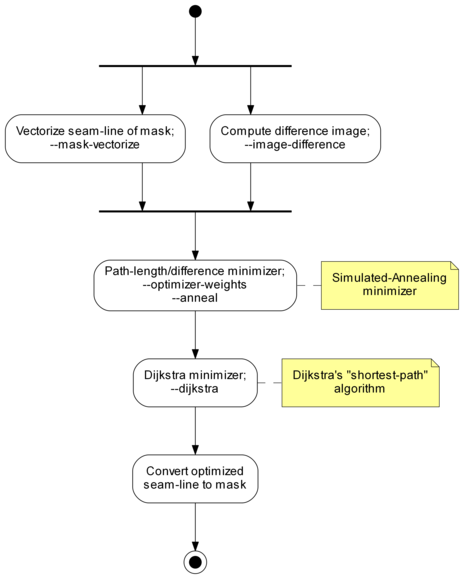 Vectorize seam-line of mask;
--mask-vectorize
Compute difference image;
--image-difference
Path-length/difference minimizer;
--optimizer-weights
--anneal
Simulated-Annealing
minimizer
Dijkstra minimizer;
--dijkstra
Dijkstra's "shortest-path"
algorithm
Convert optimized
seam-line to mask